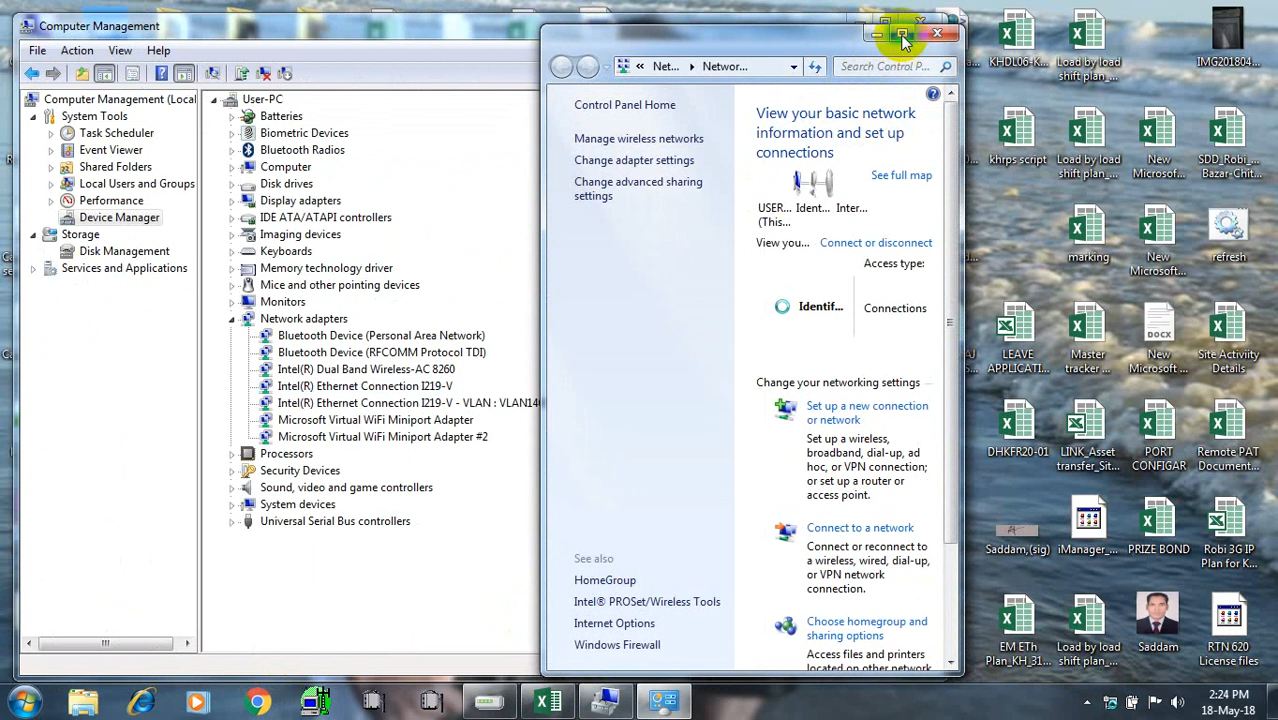 Computer Management
File Action View Help
Computer Management (Local
System Tools
Task Scheduler
Event Viewer
Shared Folders
Local Users and Groups
Performance
Device Manager
Storage
Disk Management
Services and Applications
User-PC
Batteries
Biometric Devices
Bluetooth Radios
Computer
Disk drives
Display adapters
IDE ATA/ATAPI controllers
Imaging devices
Keyboards
Memory technology driver
Mice and other pointing devices
Monitors
Network adapters
Bluetooth Device (Personal Area Network)
Bluetooth Device (RFCOMM Protocol TDI)
Intel(R) Dual Band Wireless-AC 8260
Intel(R) Ethernet Connection I219-V
Intel(R) Ethernet Connection I219-V - VLAN : VLAN14
Microsoft Virtual WiFi Miniport Adapter
Microsoft Virtual WiFi Miniport Adapter #2
Processors
Security Devices
Sound, video and game controllers
System devices
Universal Serial Bus controllers
« Net... Networ...
Search Control P...
Control Panel Home
Manage wireless networks
Change adapter settings
Change advanced sharing
settings
See also
HomeGroup
Intel® PROSet/Wireless Tools
Internet Options
Windows Firewall
View your basic network
information and set up
connections
See full map
USER... Ident... Inter...
(This...
View you... Connect or disconnect
Access type:
Identif... Connections
Change your networking settings
Set up a new connection
or network
Set up a wireless,
broadband, dial-up, ad
hoc, or VPN connection;
or set up a router or
access point.
Connect to a network
Connect or reconnect to
a wireless, wired, dial-up,
or VPN network
connection.
Choose homegroup and
sharing options
Access files and printers
located on other network
KHDL06-K...
Load by load
shift plan_...
IMG201804...
khrps script
Load by load
shift plan_...
New
Microsof...
SDD_Robi_...
Bazar-Chit...
marking
New
Microsoft...
refresh
LEAVE
APPLICATI...
Master
tracker ...
New
Microsoft ...
Site Activiity
Details
DHKFR20-01
LINK_Asset
transfer_Sit...
PORT
CONFIGAR
Remote PAT
Document...
Saddam,(sig)
iManager_...
PRIZE BOND
Robi 3G IP
Plan for K...
EM ETh
Plan_KH_31...
Load by load
shift plan_...
Saddam
RTN 620
License files
2:24 PM
18-May-18